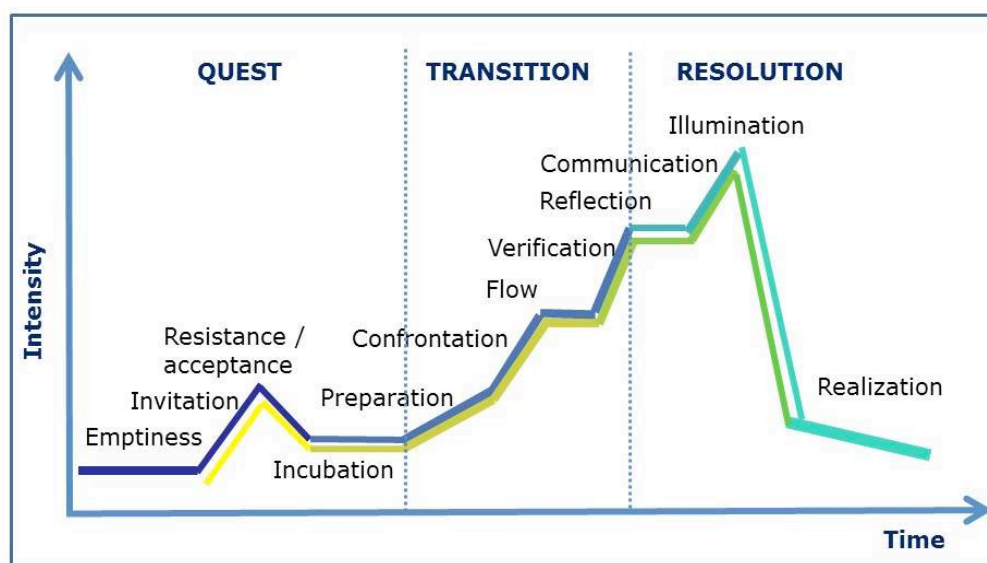 QUEST
TRANSITION
RESOLUTION
Intensity
Illumination
Communication
Reflection
Verification
Flow
Resistance /
acceptance
Confrontation
Invitation
Preparation
Realization
Emptiness
Incubation
Time